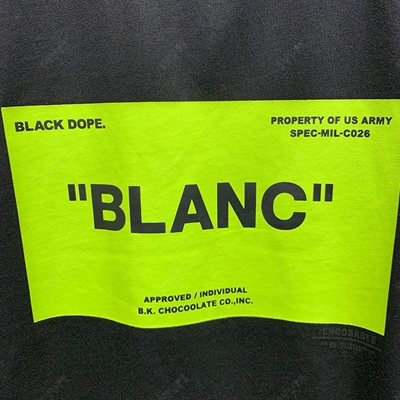 BLACK DOPE.
PROPERTY OF US ARMY
SPEC-MIL-C026
"BLANC"
APPROVED / INDIVIDUAL
B.K. CHOCOOLATE CO.,INC.